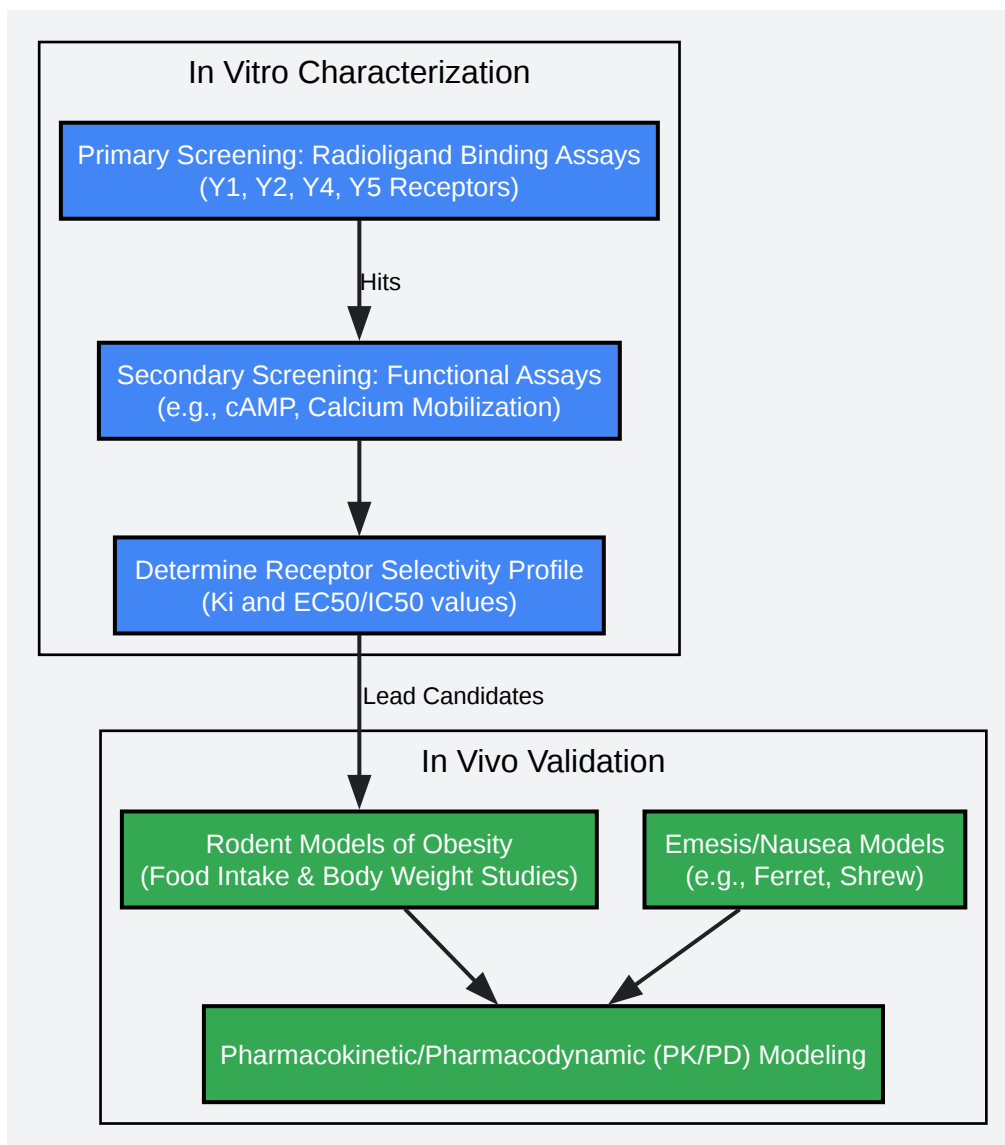 In Vitro Characterization
Primary Screening: Radioligand Binding Assays
(Y1, Y2, Y4, Y5 Receptors)
Hits
Secondary Screening: Functional Assays
(e.g., cAMP, Calcium Mobilization)
Determine Receptor Selectivity Profile
(Ki and EC50/IC50 values)
Lead Candidates
In Vivo Validation
Rodent Models of Obesity
(Food Intake & Body Weight Studies)
Emesis/Nausea Models
(e.g., Ferret, Shrew)
Pharmacokinetic/Pharmacodynamic (PK/PD) Modeling